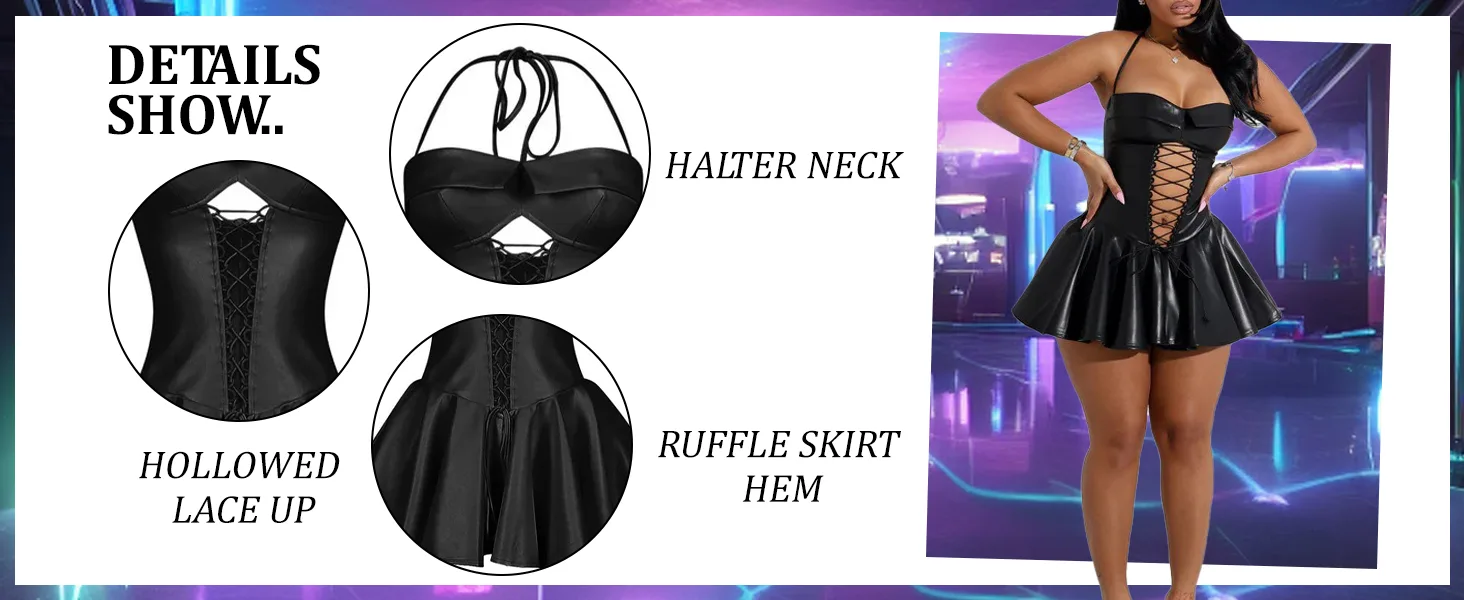 DETAILS
SHOW..
HALTER NECK
HOLLOWED
LACE UP
RUFFLE SKIRT
HEM